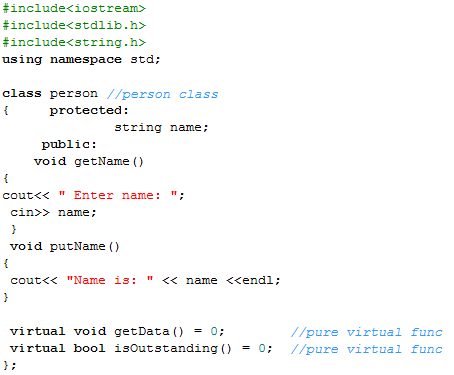 #include<iostream>
#include<stdlib.h>
#include<string.h>
using namespace std;
class person //person class
{     protected:
string name;
public:
void getName()
{
cout<< " Enter name: ";
cin>> name;
}
void putName()
{
cout<< "Name is: " << name <<endl;
}
virtual void getData() = 0;        //pure virtual func
virtual bool isOutstanding() = 0;  //pure virtual func
};